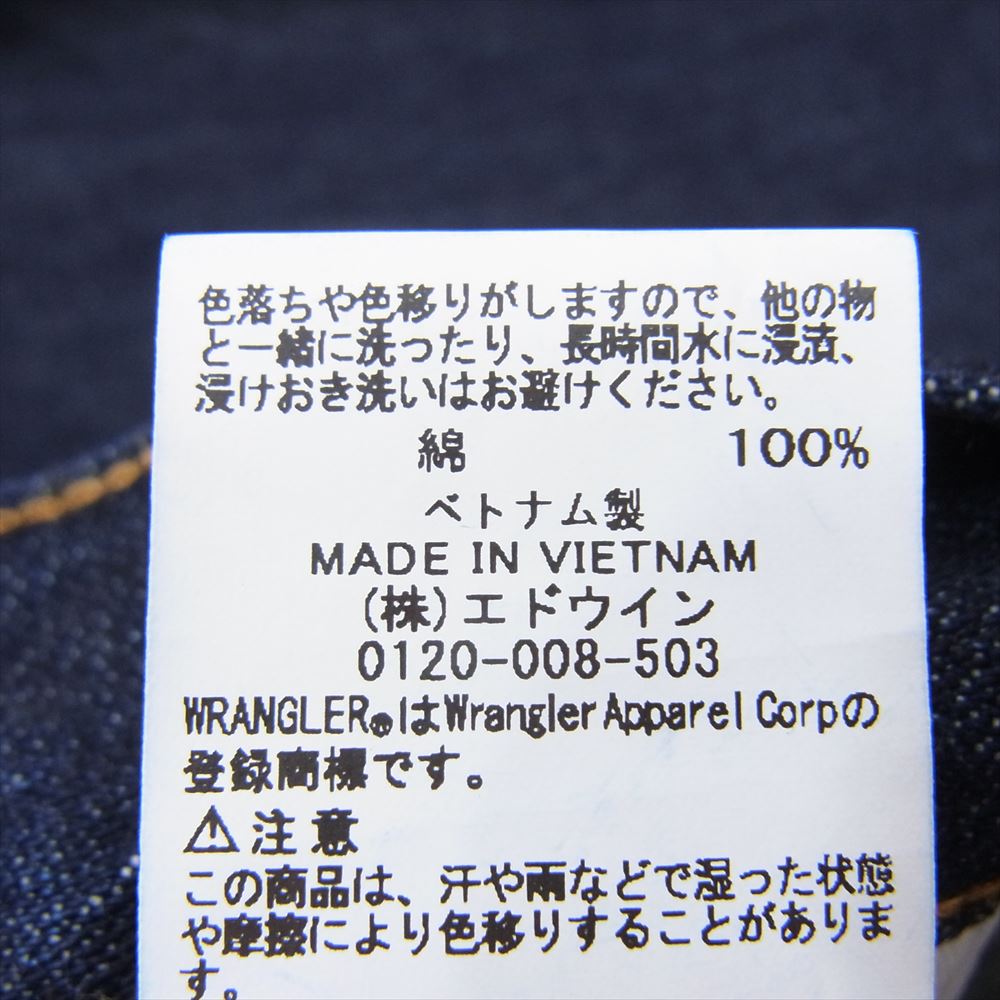 色落ちや色移りがしますので、他の物
と一緒に洗ったり、長時間水に浸漬、
浸けおき洗いはお避けください。
綿 100%
ベトナム製
MADE IN VIETNAM
(株)エドウイン
0120-008-503
WRANGLER®はWrangler Apparel Corpの
登録商標です。
⚠注意
この商品は、汗や雨などで湿った状態
や摩擦により色移りすることがありま
す。